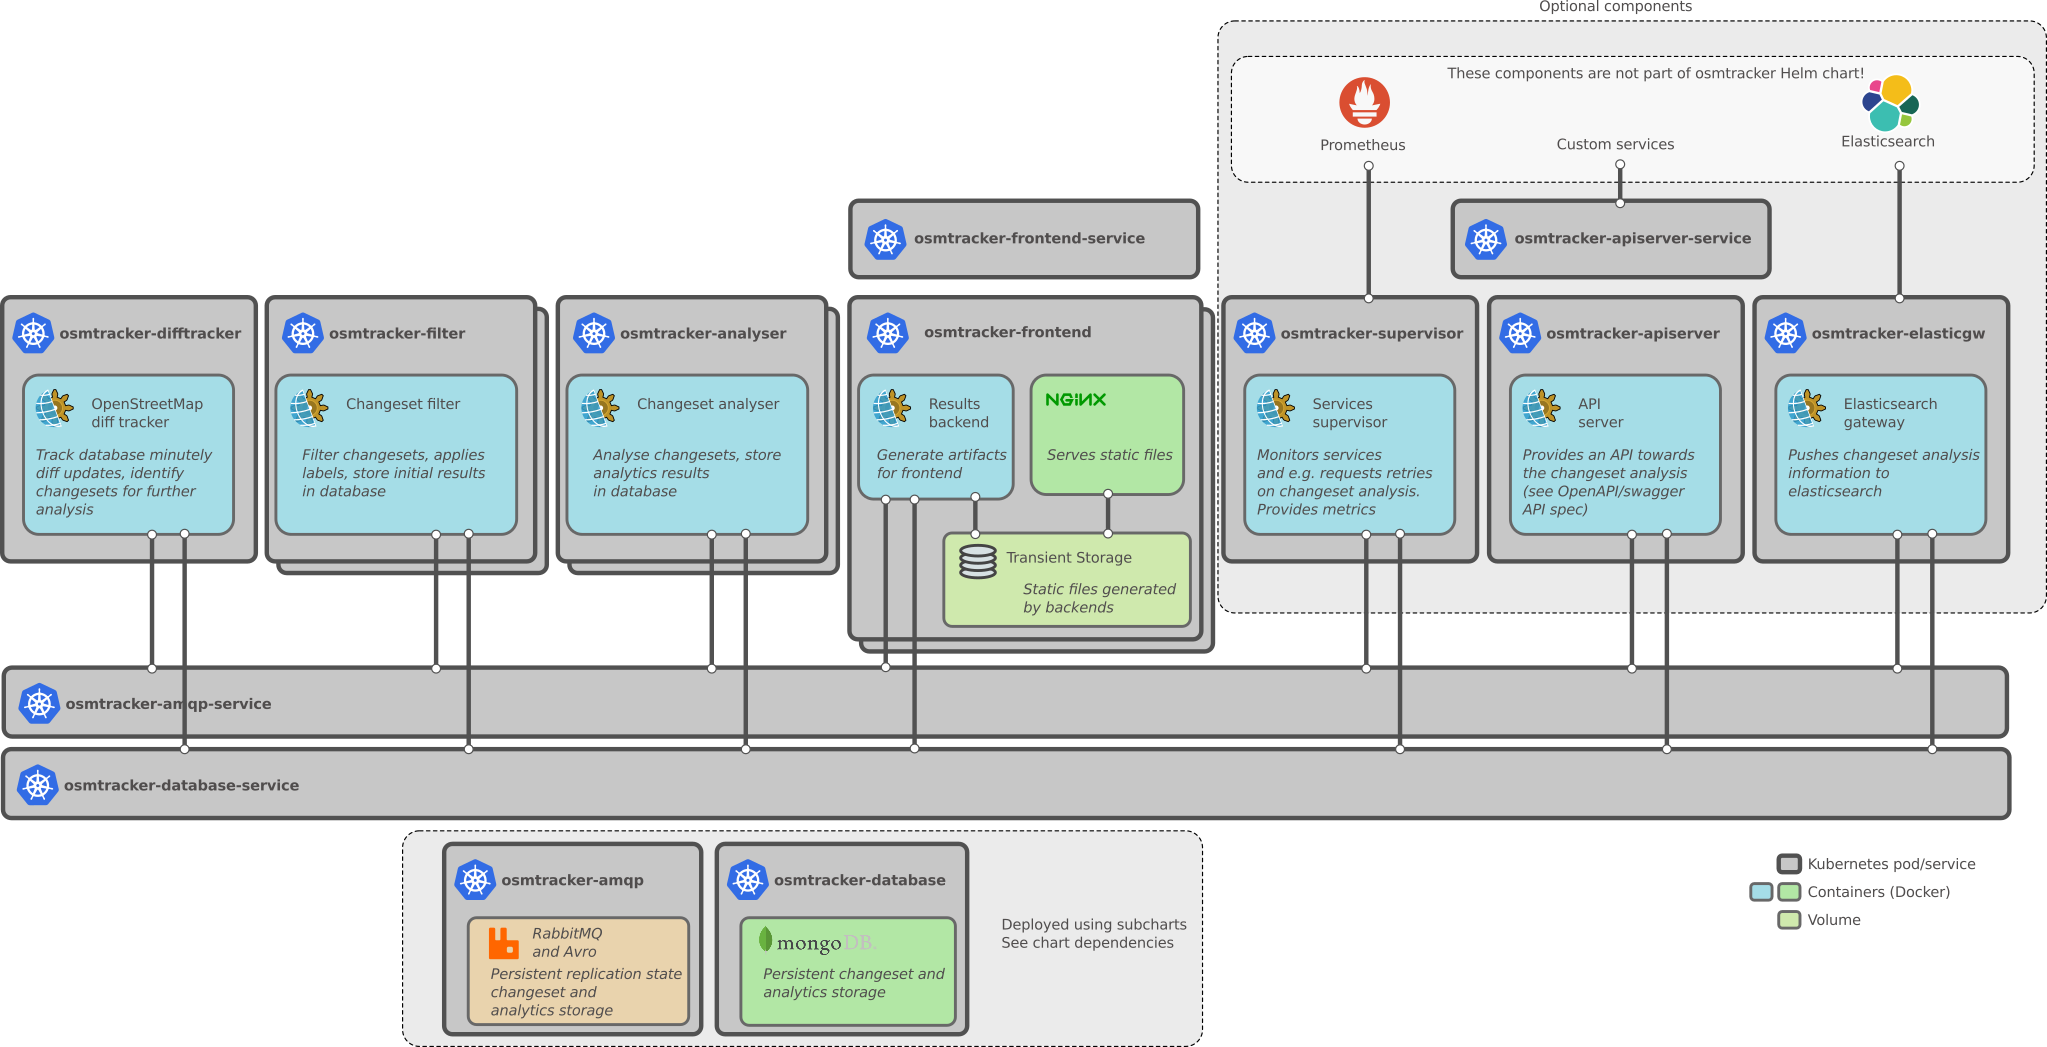 Optional components
These components are not part of osmtracker Helm chart!
Prometheus
Custom services
Elasticsearch
osmtracker-frontend-service
osmtracker-apiserver-service
osmtracker-difftracker
OpenStreetMap
diff tracker
Track database minutely
diff updates, identify
changesets for further
analysis
osmtracker-filter
Changeset filter
Filter changesets, applies
labels, store initial results
in database
osmtracker-analyser
Changeset analyser
Analyse changesets, store
analytics results
in database
osmtracker-frontend
Results
backend
Generate artifacts
for frontend
NGiNX
Serves static files
Transient Storage
Static files generated
by backends
osmtracker-supervisor
Services
supervisor
Monitors services
and e.g. requests retries
on changeset analysis.
Provides metrics
osmtracker-apiserver
API
server
Provides an API towards
the changeset analysis
(see OpenAPI/swagger
API spec)
osmtracker-elasticgw
Elasticsearch
gateway
Pushes changeset analysis
information to
elasticsearch
osmtracker-amqp-service
osmtracker-database-service
osmtracker-amqp
RabbitMQ
and Avro
Persistent replication state
changeset and
analytics storage
osmtracker-database
mongoDB.
Persistent changeset and
analytics storage
Deployed using subcharts
See chart dependencies
Kubernetes pod/service
Containers (Docker)
Volume